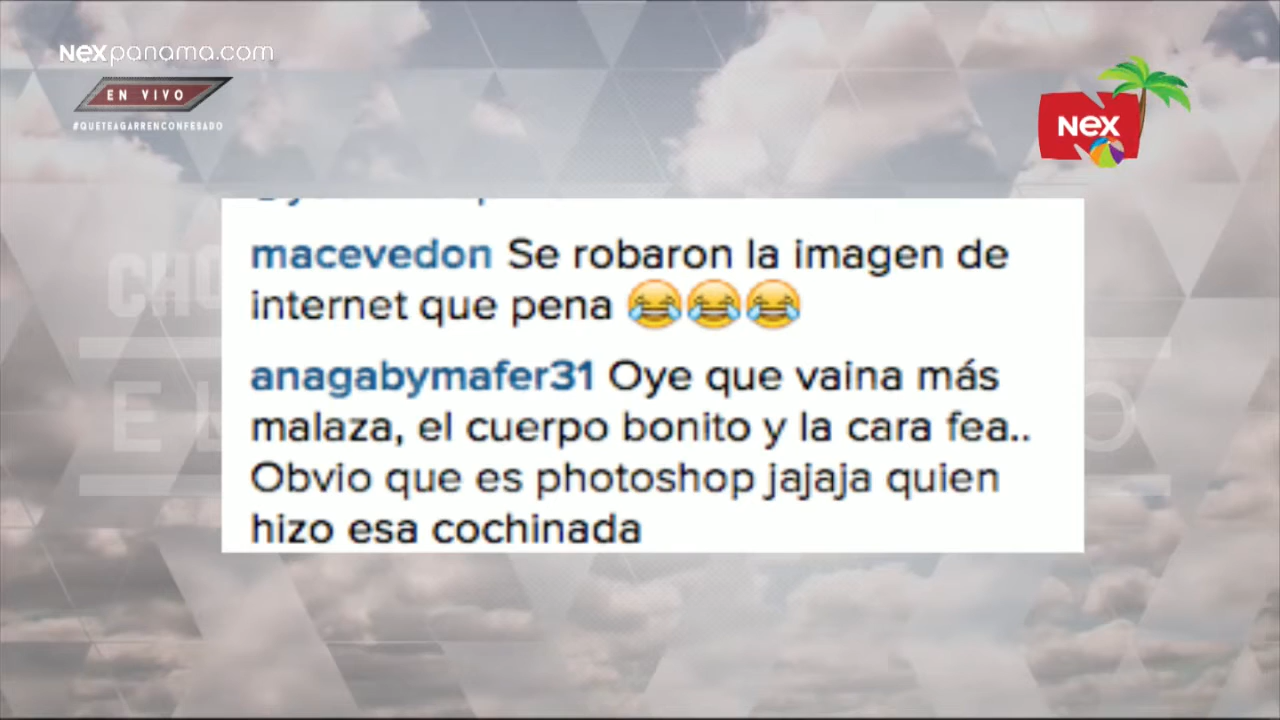 Nexpanama.com
EN VIVO
#QUETEAGARRENCONFESADO
Nex
macevedon Se robaron la imagen de
internet que pena 😂😂😂
anagabymafer31 Oye que vaina más
malaza, el cuerpo bonito y la cara fea..
Obvio que es photoshop jajaja quien
hizo esa cochinada